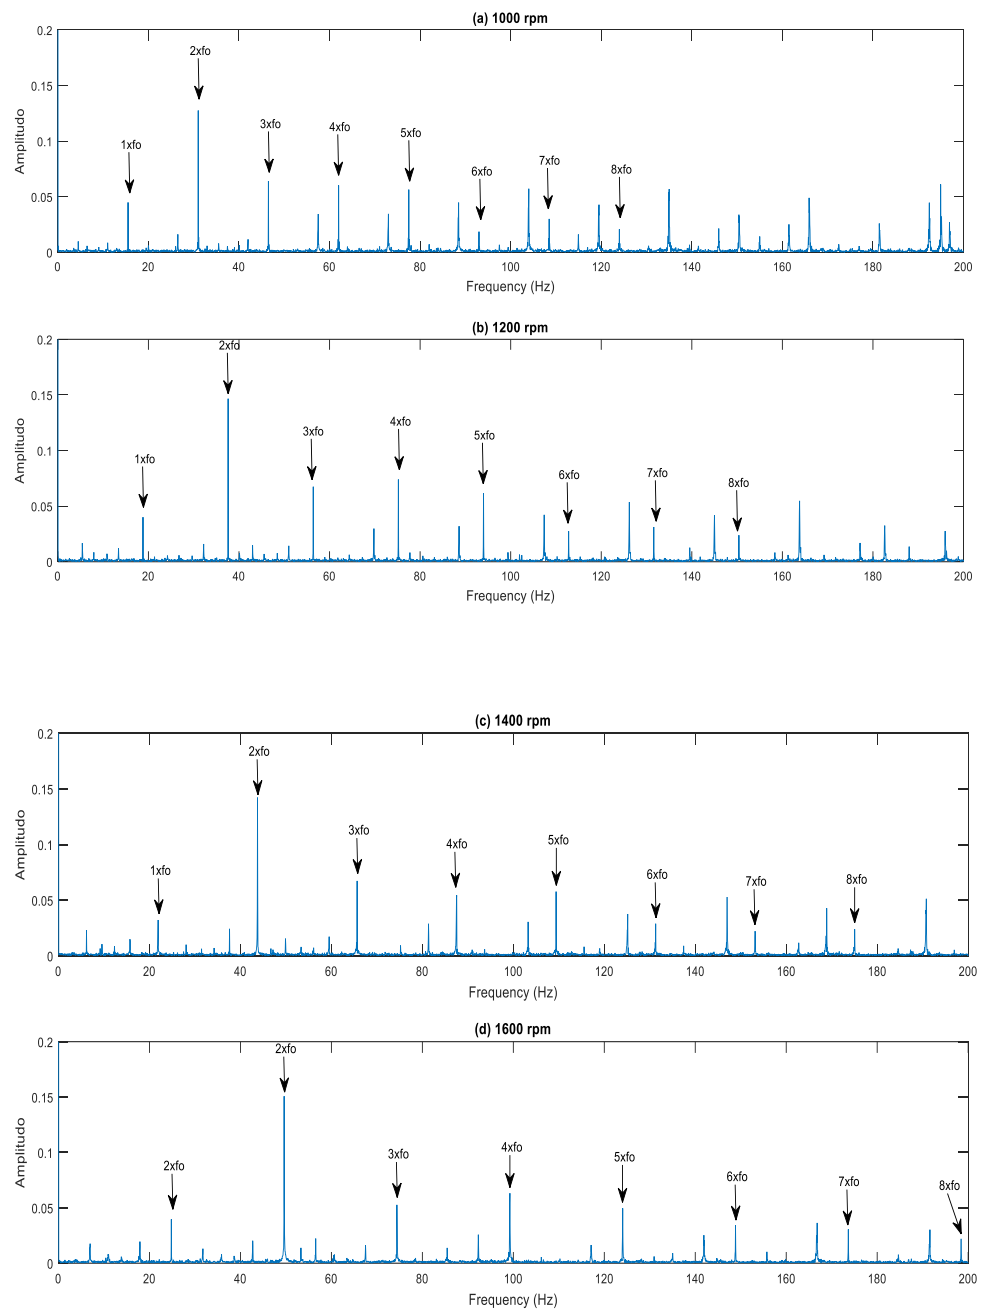 (a) 1000 rpm
0.2
0.15
0.1
0.05
0
Amplitudo
1xfo
2xfo
3xfo
4xfo
5xfo
6xfo
7xfo
8xfo
0 20 40 60 80 100 120 140 160 180 200
Frequency (Hz)
(b) 1200 rpm
0.2
0.15
0.1
0.05
0
Amplitudo
1xfo
2xfo
3xfo
4xfo
5xfo
6xfo
7xfo
8xfo
0 20 40 60 80 100 120 140 160 180 200
Frequency (Hz)
(c) 1400 rpm
0.2
0.15
0.1
0.05
0
Amplitudo
1xfo
2xfo
3xfo
4xfo
5xfo
6xfo
7xfo
8xfo
0 20 40 60 80 100 120 140 160 180 200
Frequency (Hz)
(d) 1600 rpm
0.2
0.15
0.1
0.05
0
Amplitudo
2xfo
2xfo
3xfo
4xfo
5xfo
6xfo
7xfo
8xfo
0 20 40 60 80 100 120 140 160 180 200
Frequency (Hz)